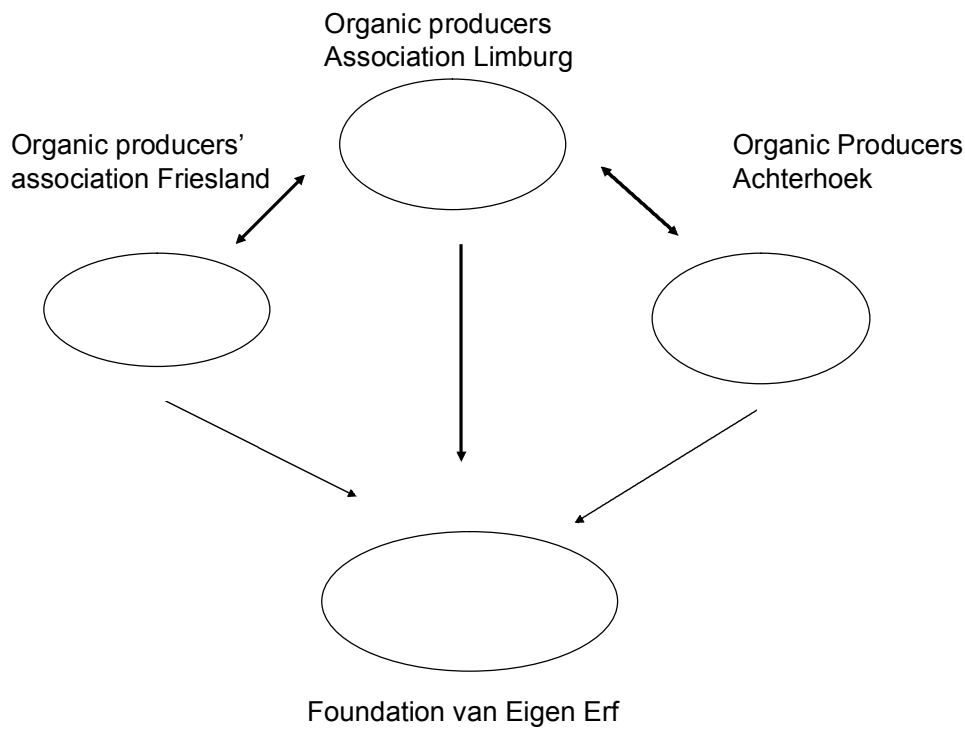 Organic producers
Association Limburg
Organic producers’
association Friesland
Organic Producers
Achterhoek
Foundation van Eigen Erf